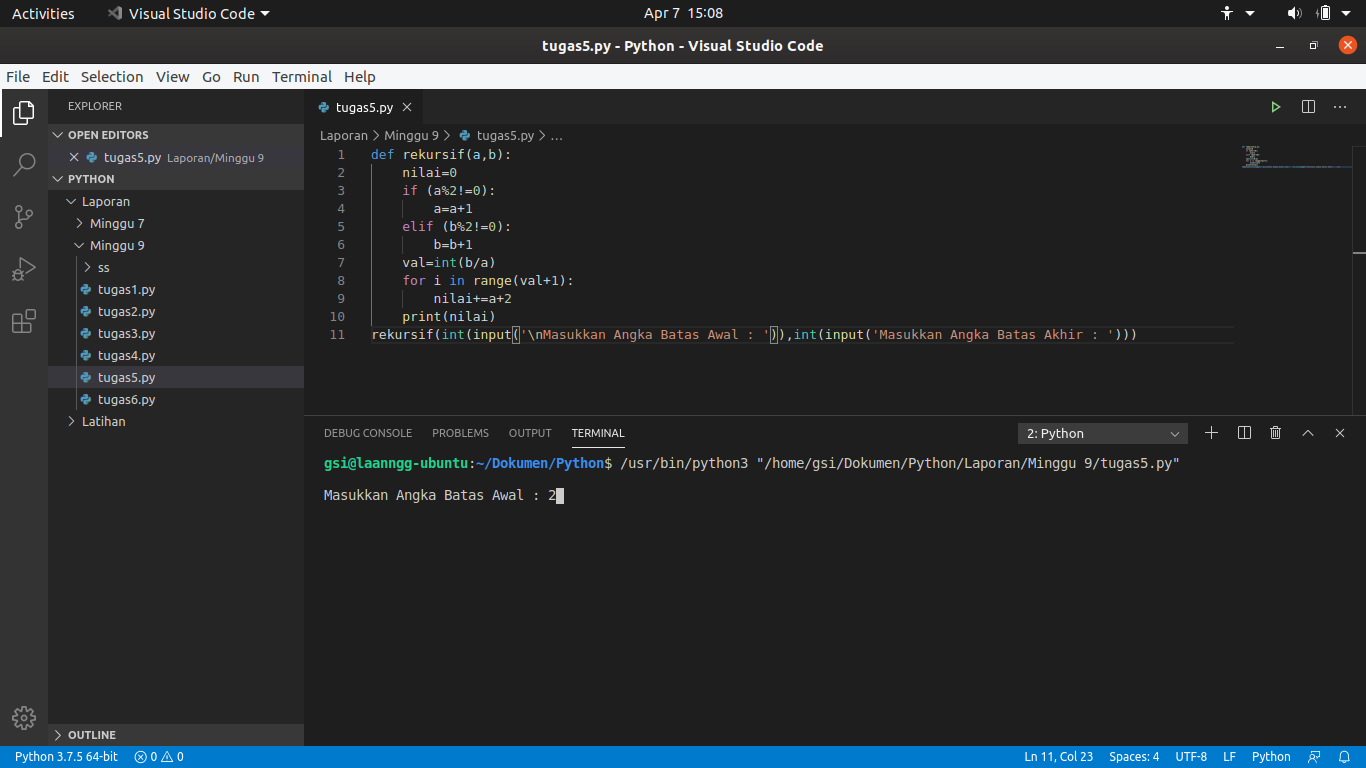 Activities Visual Studio Code Apr 7 15:08
tugas5.py - Python - Visual Studio Code
File Edit Selection View Go Run Terminal Help
EXPLORER
OPEN EDITORS
tugas5.py Laporan/Minggu 9
PYTHON
Laporan
Minggu 7
Minggu 9
ss
tugas1.py
tugas2.py
tugas3.py
tugas4.py
tugas5.py
tugas6.py
Latihan
OUTLINE
tugas5.py
Laporan > Minggu 9 > tugas5.py > ...
1 def rekursif(a,b):
2     nilai=0
3     if (a%2!=0):
4         a=a+1
5     elif (b%2!=0):
6         b=b+1
7     val=int(b/a)
8     for i in range(val+1):
9         nilai+=a+2
10     print(nilai)
11 rekursif(int(input('\nMasukkan Angka Batas Awal : ')),int(input('Masukkan Angka Batas Akhir : ')))
DEBUG CONSOLE PROBLEMS OUTPUT TERMINAL 2: Python
gsi@laanngg-ubuntu:~/Dokumen/Python$ /usr/bin/python3 "/home/gsi/Dokumen/Python/Laporan/Minggu 9/tugas5.py"
Masukkan Angka Batas Awal : 2
Python 3.7.5 64-bit 0 0 Ln 11, Col 23 Spaces: 4 UTF-8 LF Python